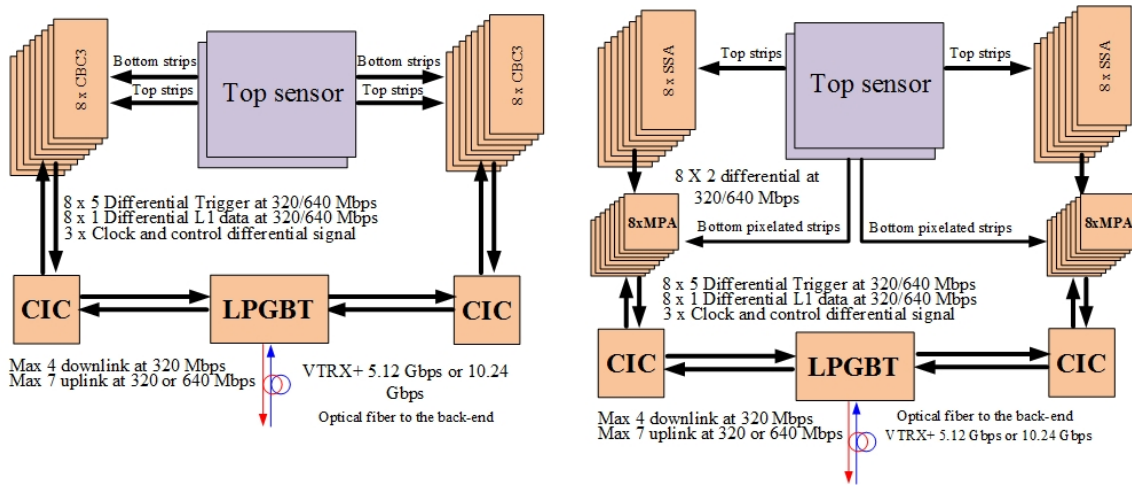 8 x CBC3
Bottom strips
Top strips
Top sensor
Bottom strips
Top strips
8 x CBC3
8 x 5 Differential Trigger at 320/640 Mbps
8 x 1 Differential L1 data at 320/640 Mbps
3 x Clock and control differential signal
CIC
LPGBT
CIC
Max 4 downlink at 320 Mbps
Max 7 uplink at 320 or 640 Mbps
VTRX+ 5.12 Gbps or 10.24
Gbps
Optical fiber to the back-end
8 x SSA
Top strips
Top sensor
Top strips
8 x SSA
8 X 2 differential at
320/640 Mbps
8xMPA
Bottom pixelated strips
Bottom pixelated strips
8xMPA
8 x 5 Differential Trigger at 320/640 Mbps
8 x 1 Differential L1 data at 320/640 Mbps
3 x Clock and control differential signal
CIC
LPGBT
CIC
Max 4 downlink at 320 Mbps
Max 7 uplink at 320 or 640 Mbps
Optical fiber to the back-end
VTRX+ 5.12 Gbps or 10.24 Gbps